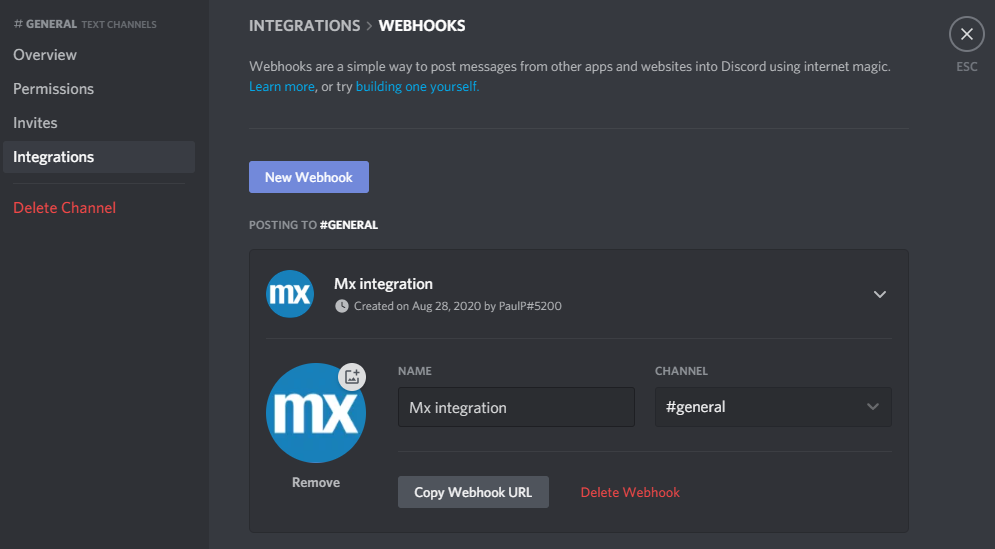 # GENERAL TEXT CHANNELS
Overview
Permissions
Invites
Integrations
Delete Channel
INTEGRATIONS > WEBHOOKS
ESC
Webhooks are a simple way to post messages from other apps and websites into Discord using internet magic.
Learn more, or try building one yourself.
New Webhook
POSTING TO #GENERAL
mx
Mx integration
Created on Aug 28, 2020 by PaulP#5200
mx
Remove
NAME
Mx integration
CHANNEL
#general
Copy Webhook URL
Delete Webhook